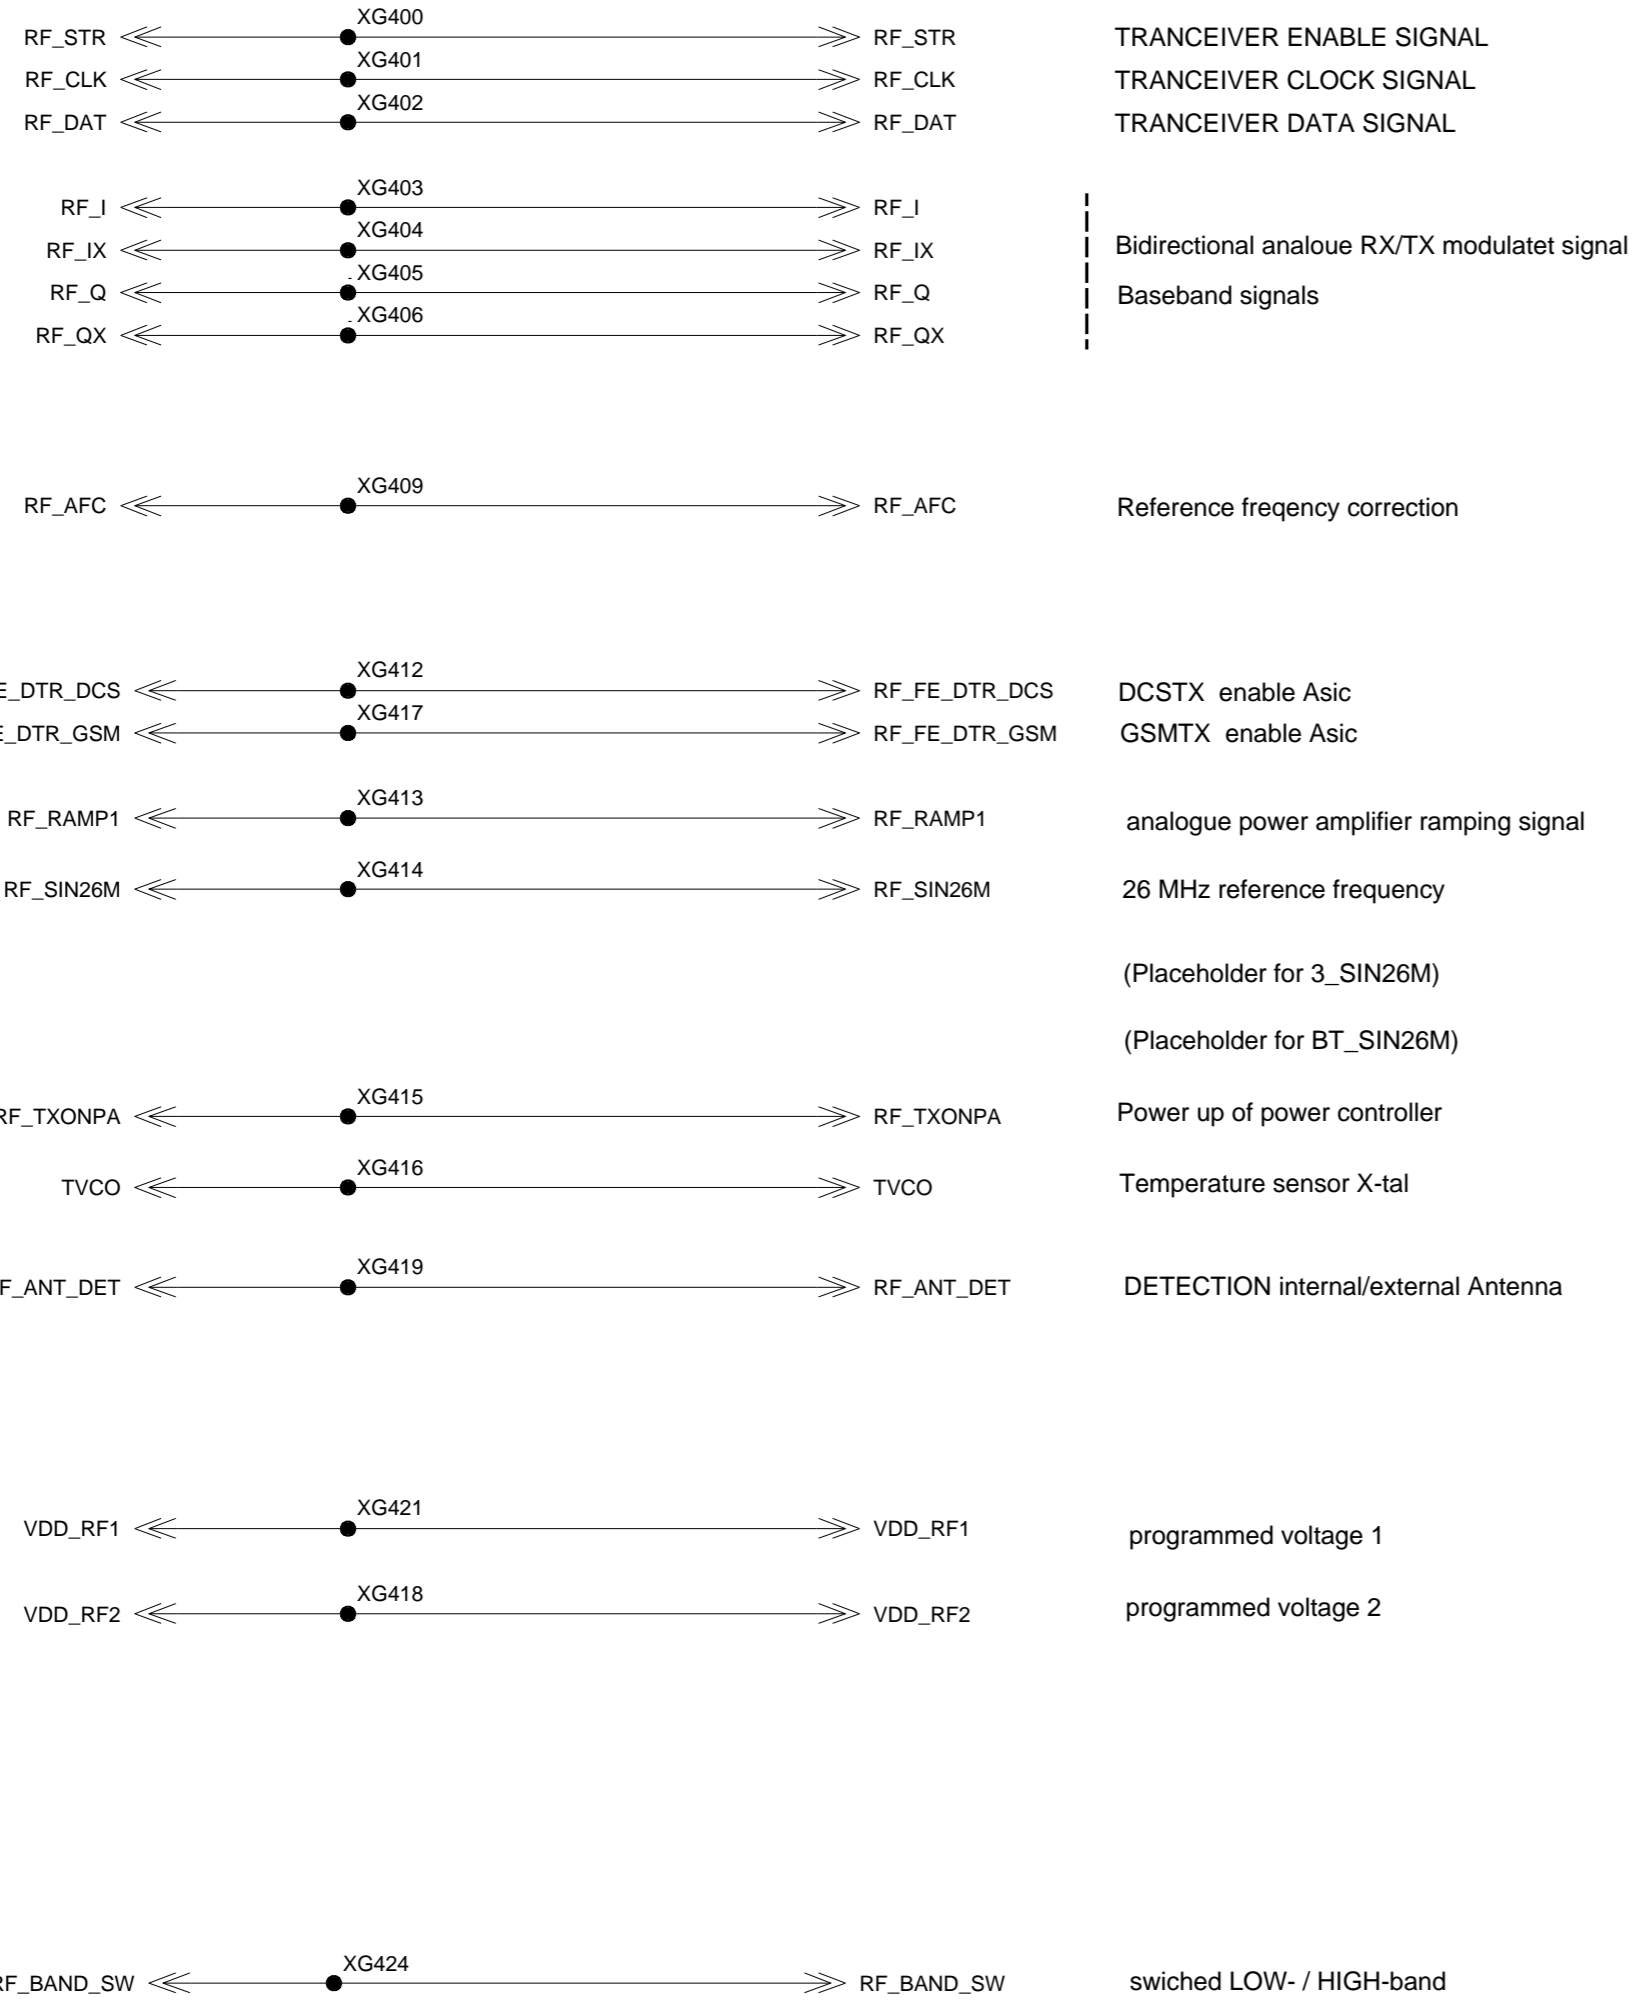 XG400
RF_STR RF_STR TRANCEIVER ENABLE SIGNAL
XG401
RF_CLK RF_CLK TRANCEIVER CLOCK SIGNAL
XG402
RF_DAT RF_DAT TRANCEIVER DATA SIGNAL
XG403
RF_I RF_I
XG404
RF_IX RF_IX Bidirectional analoue RX/TX modulatet signal
XG405
RF_Q RF_Q Baseband signals
XG406
RF_QX RF_QX
XG409
RF_AFC RF_AFC Reference freqency correction
XG412
E_DTR_DCS RF_FE_DTR_DCS DCSTX enable Asic
XG417
E_DTR_GSM RF_FE_DTR_GSM GSMTX enable Asic
XG413
RF_RAMP1 RF_RAMP1 analogue power amplifier ramping signal
XG414
RF_SIN26M RF_SIN26M 26 MHz reference frequency
(Placeholder for 3_SIN26M)
(Placeholder for BT_SIN26M)
XG415
RF_TXONPA RF_TXONPA Power up of power controller
XG416
TVCO TVCO Temperature sensor X-tal
XG419
F_ANT_DET RF_ANT_DET DETECTION internal/external Antenna
XG421
VDD_RF1 VDD_RF1 programmed voltage 1
XG418
VDD_RF2 VDD_RF2 programmed voltage 2
XG424
RF_BAND_SW RF_BAND_SW swiched LOW- / HIGH-band